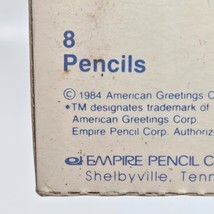 8
Pencils
© 1984 American Greetings C
*TM designates trademark of
American Greetings Corp.
Empire Pencil Corp. Authoriz
EMPIRE PENCIL C
Shelbyville, Tenn